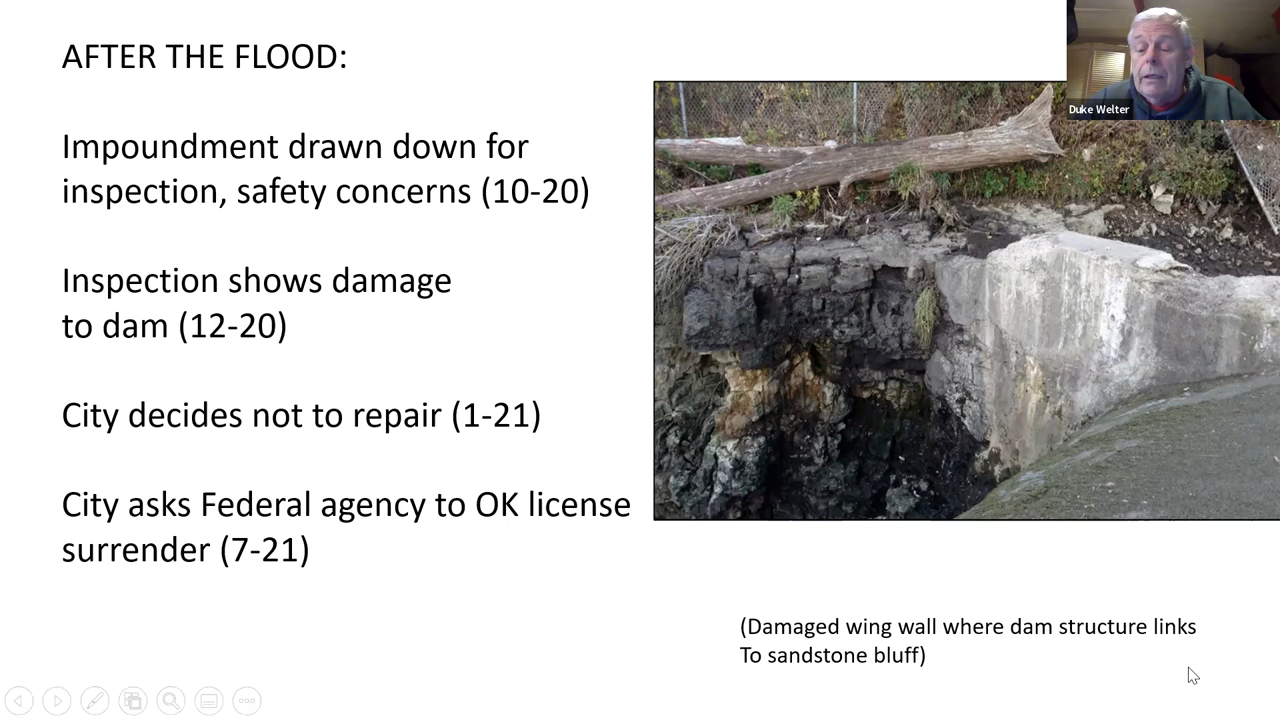 AFTER THE FLOOD:
Impoundment drawn down for
inspection, safety concerns (10-20)
Inspection shows damage
to dam (12-20)
City decides not to repair (1-21)
City asks Federal agency to OK license
surrender (7-21)
Duke Welter
(Damaged wing wall where dam structure links
To sandstone bluff)